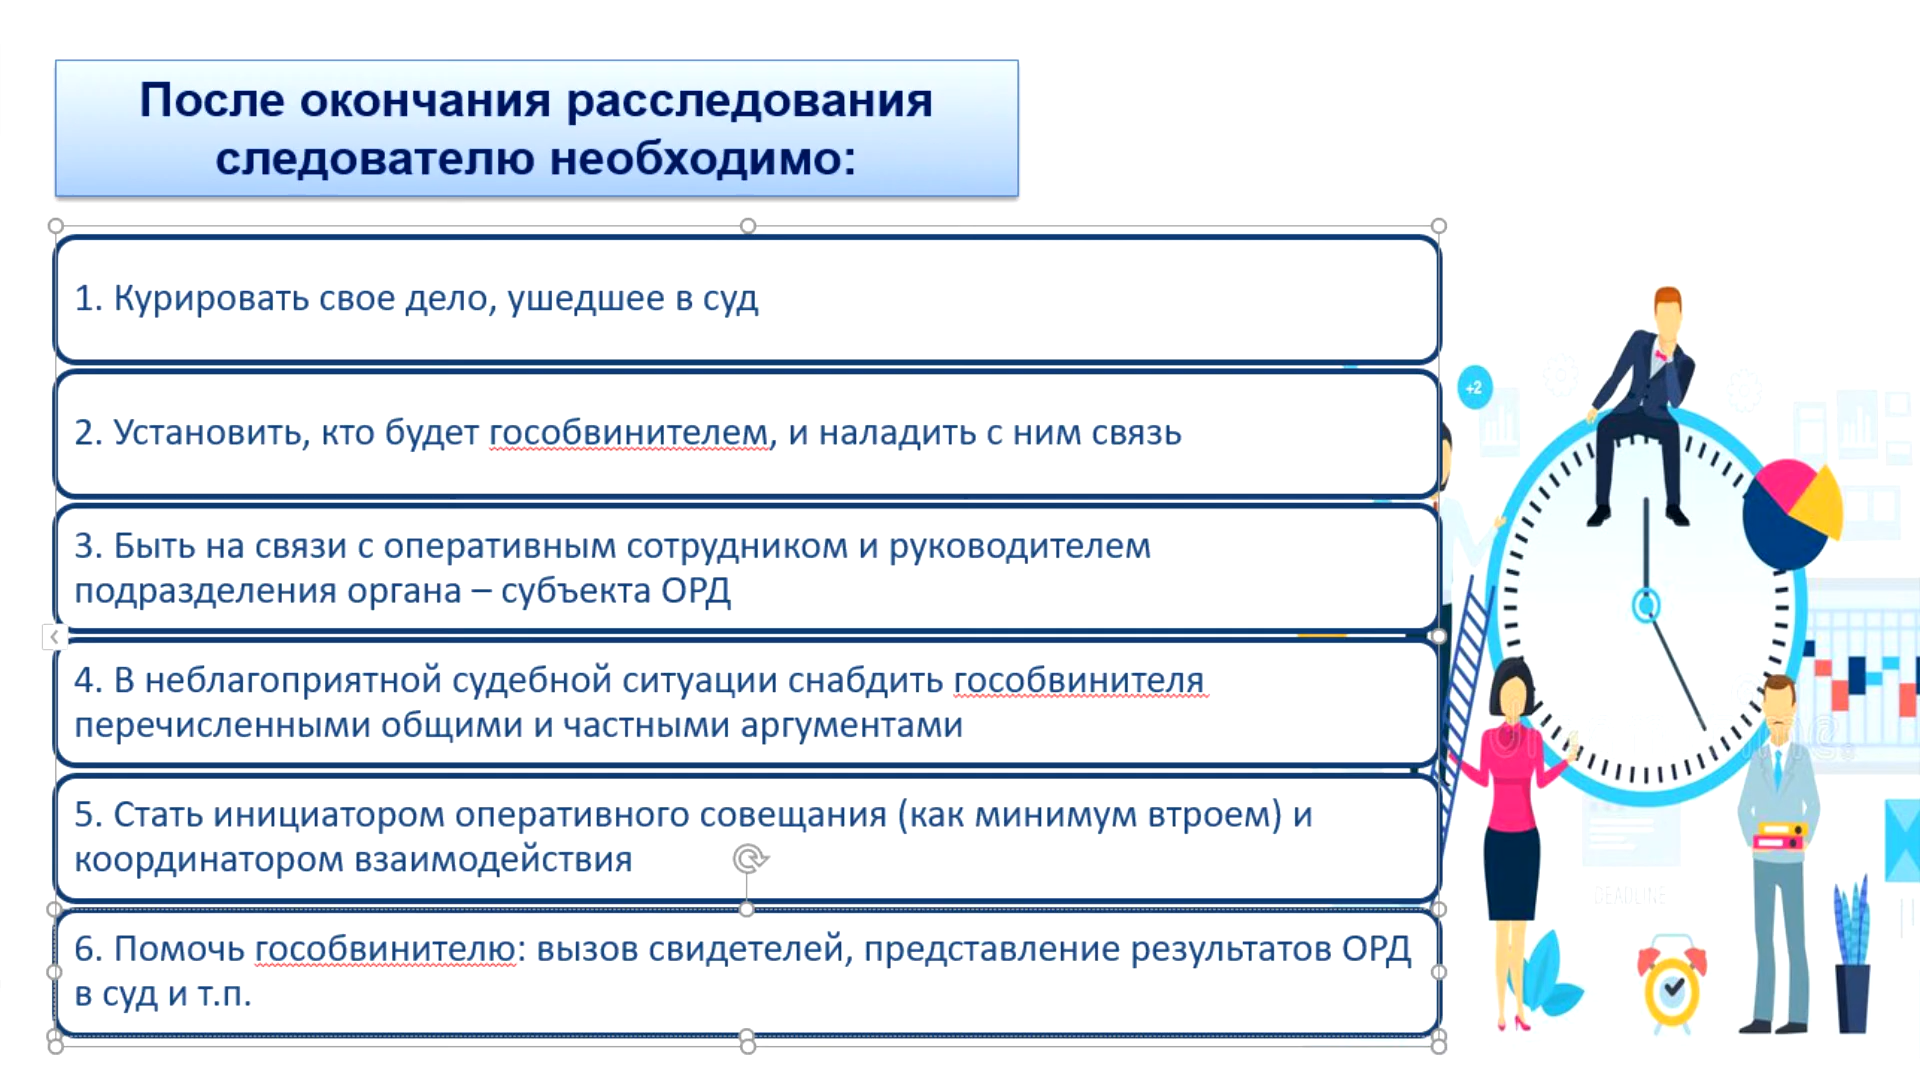 После окончания расследования
следователю необходимо:
1. Курировать свое дело, ушедшее в суд
2. Установить, кто будет гособвинителем, и наладить с ним связь
3. Быть на связи с оперативным сотрудником и руководителем
подразделения органа – субъекта ОРД
4. В неблагоприятной судебной ситуации снабдить гособвинителя
перечисленными общими и частными аргументами
5. Стать инициатором оперативного совещания (как минимум втроем) и
координатором взаимодействия
6. Помочь гособвинителю: вызов свидетелей, представление результатов ОРД
в суд и т.п.
+2
DEADLINE